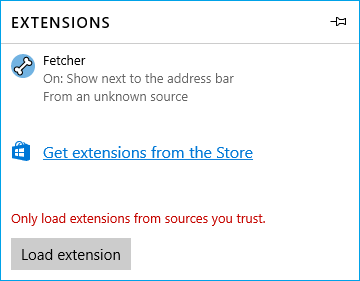 EXTENSIONS
Fetcher
On: Show next to the address bar
From an unknown source
Get extensions from the Store
Only load extensions from sources you trust.
Load extension